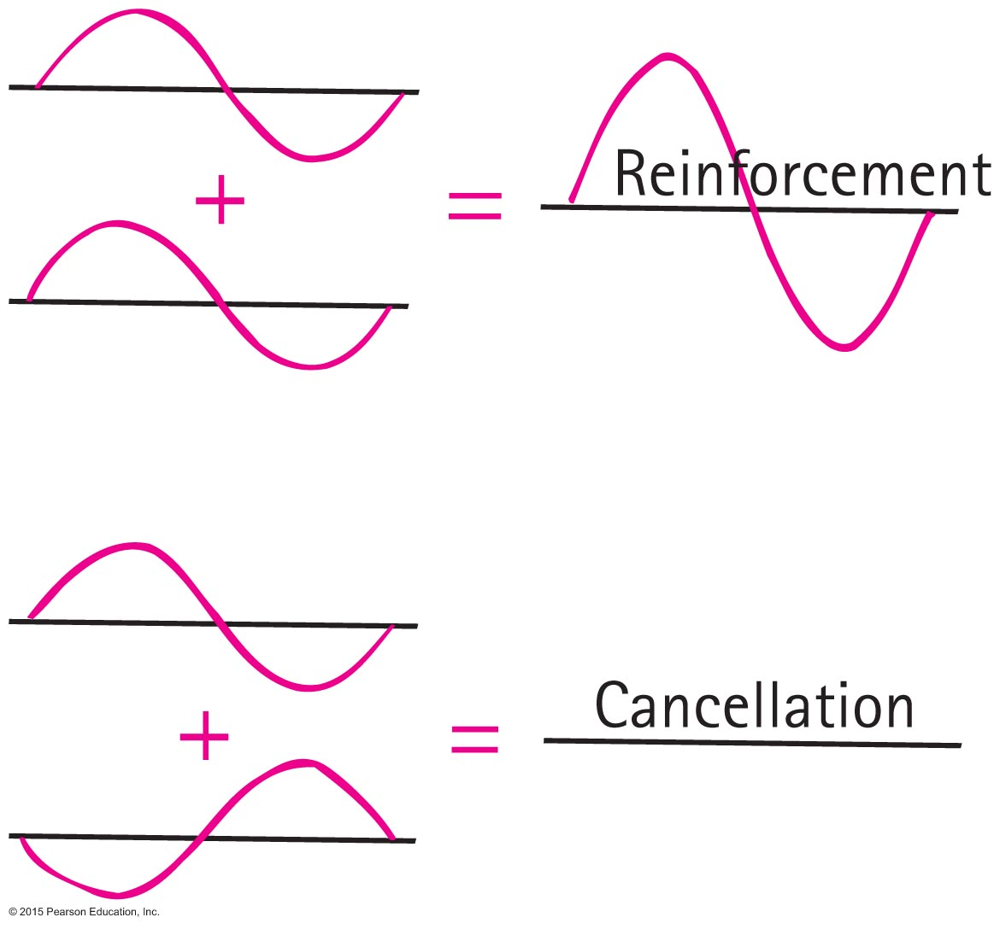 Reinforcement
+
=
Cancellation
+
=
© 2015 Pearson Education, Inc.